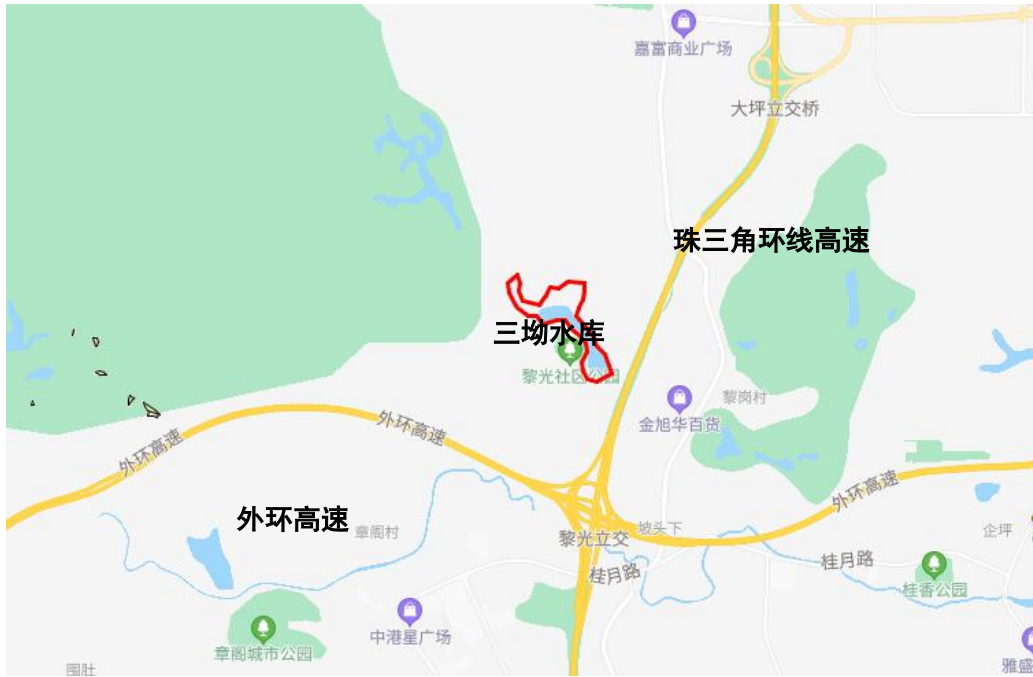 嘉富商业广场
大坪立交桥
珠三角环线高速
三坳水库
黎光社区公园
金旭华百货
黎岗村
外环高速
外环高速
外环高速
外环高速
章阁村
黎光立交
坡头下
企坪
桂月路
桂月路
桂香公园
中港星广场
章阁城市公园
雅盛
围肚